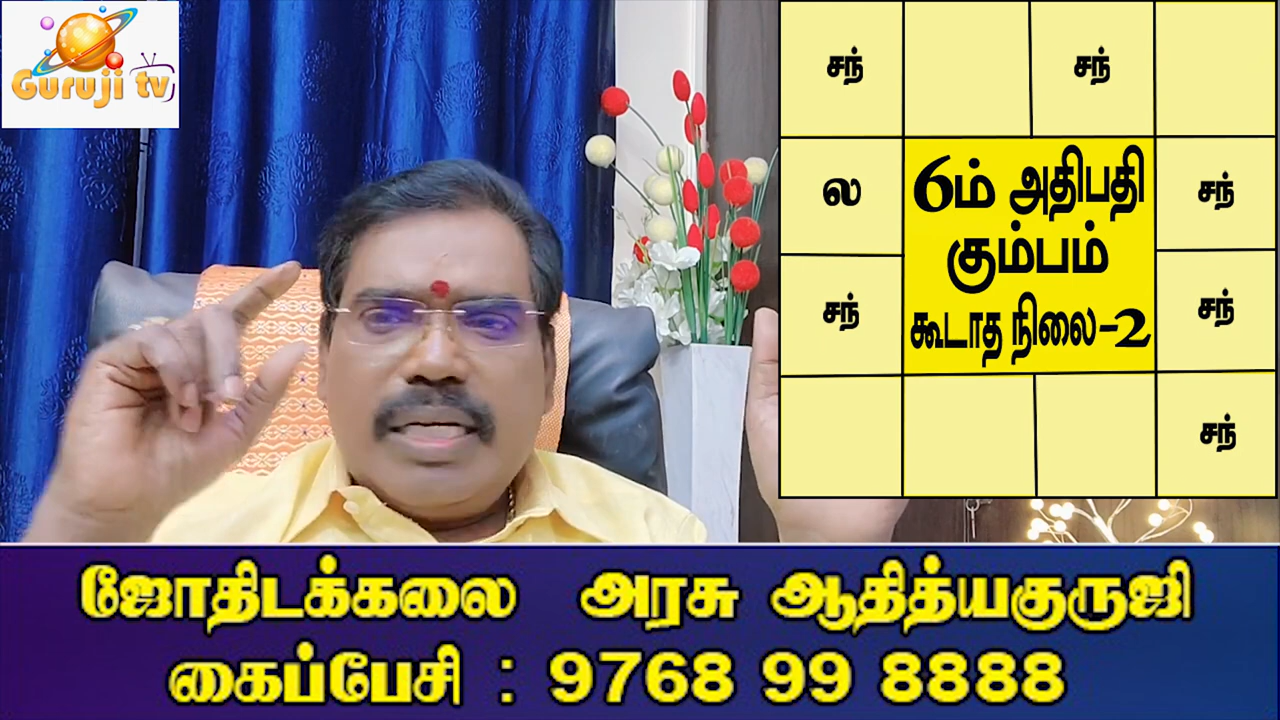 Guruji tv
சந்
சந்
ல
6ம் அதிபதி
கும்பம்
கூடாத நிலை-2
சந்
சந்
சந்
சந்
ஜோதிடக்கலை அரசு ஆதித்யகுருஜி
கைப்பேசி : 9768 99 8888